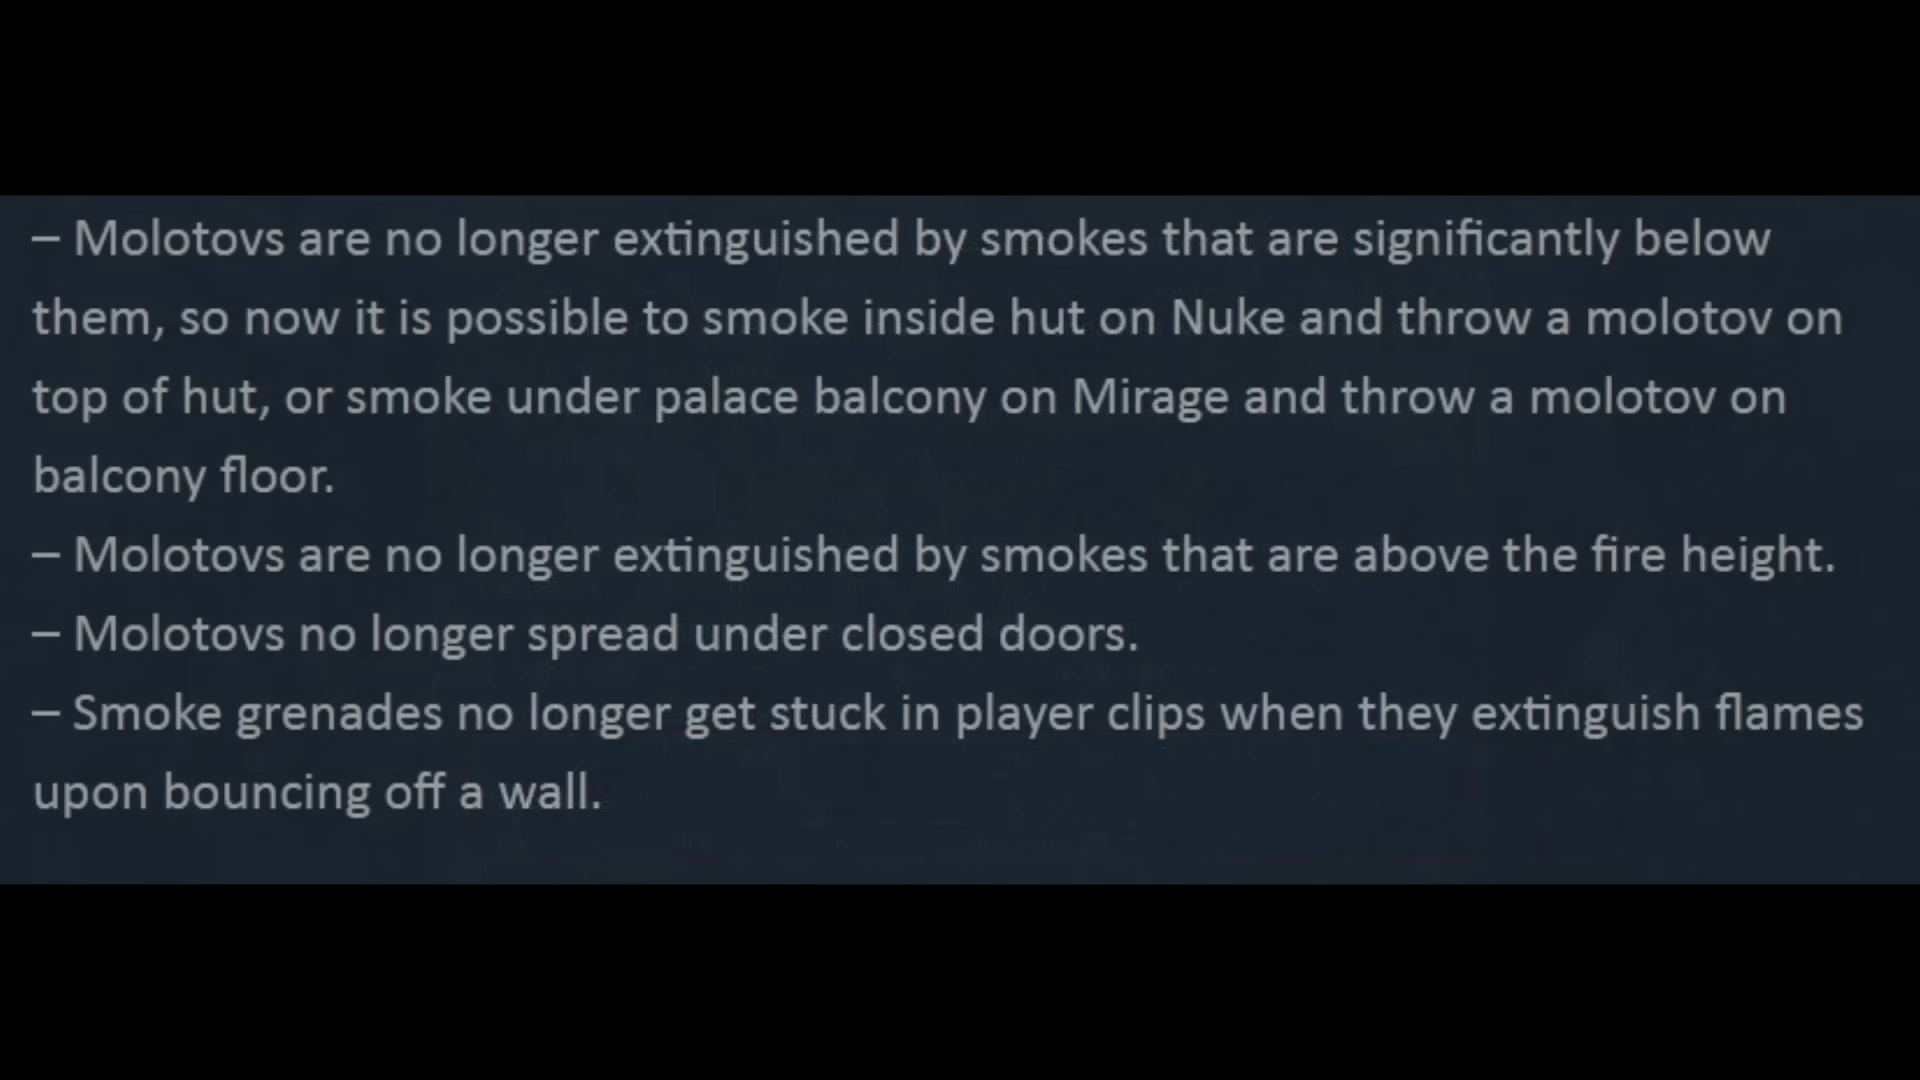 – Molotovs are no longer extinguished by smokes that are significantly below
them, so now it is possible to smoke inside hut on Nuke and throw a molotov on
top of hut, or smoke under palace balcony on Mirage and throw a molotov on
balcony floor.
– Molotovs are no longer extinguished by smokes that are above the fire height.
– Molotovs no longer spread under closed doors.
– Smoke grenades no longer get stuck in player clips when they extinguish flames
upon bouncing off a wall.